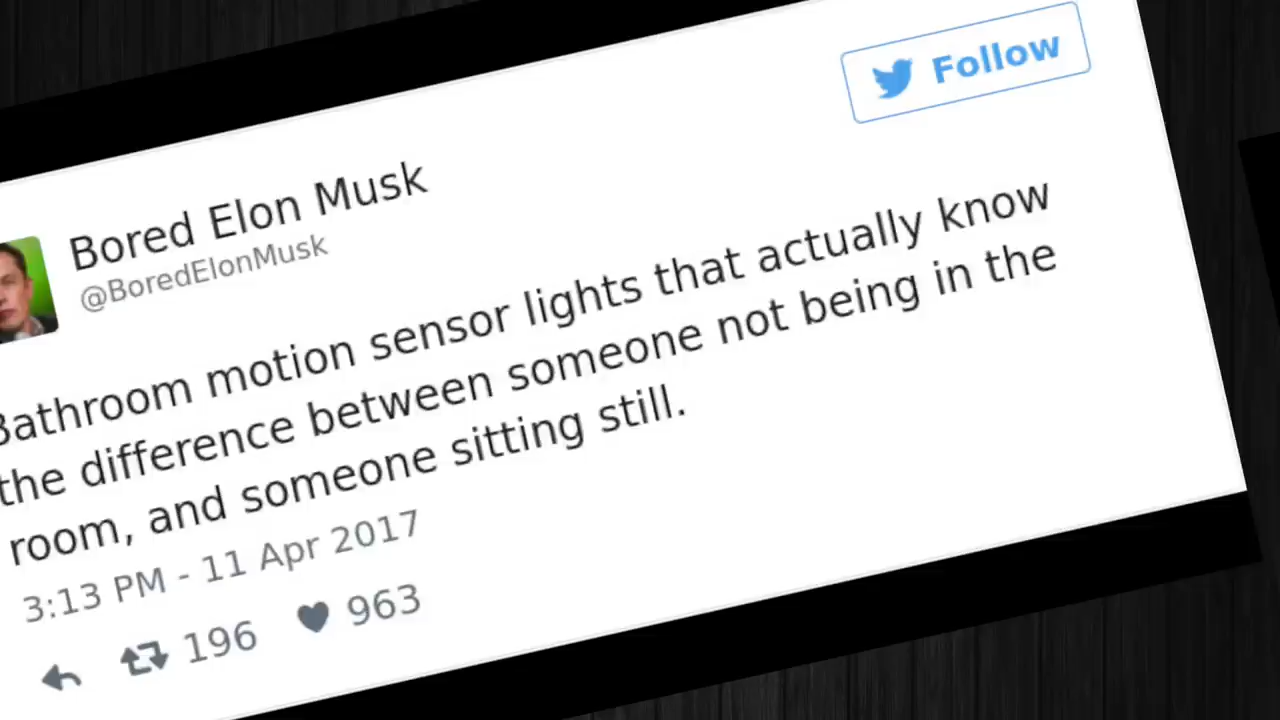 Follow
Bored Elon Musk
@BoredElonMusk
Bathroom motion sensor lights that actually know
the difference between someone not being in the
room, and someone sitting still.
3:13 PM - 11 Apr 2017
196 963